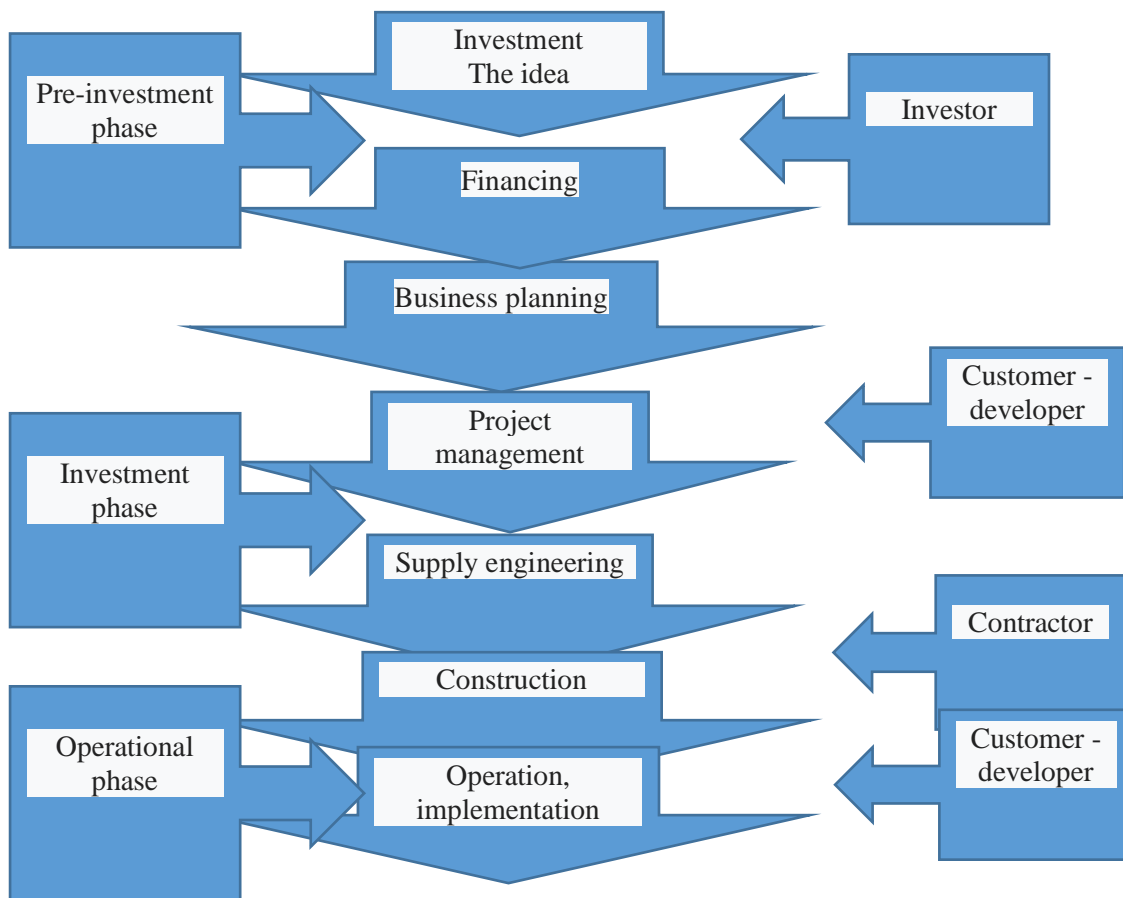 Investment
The idea
Pre-investment
phase
Investor
Financing
Business planning
Customer -
developer
Project
management
Investment
phase
Supply engineering
Contractor
Construction
Operational
phase
Customer -
developer
Operation,
implementation